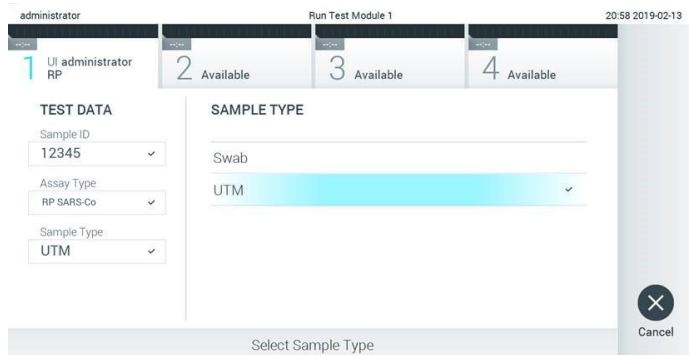 administrator
Run Test Module 1
20:58 2019-02-13
--:--
--:--
--:--
--:--
1 UI administrator
RP
2 Available
3 Available
4 Available
TEST DATA
Sample ID
12345
Assay Type
RP SARS-Co
Sample Type
UTM
SAMPLE TYPE
Swab
UTM
Cancel
Select Sample Type